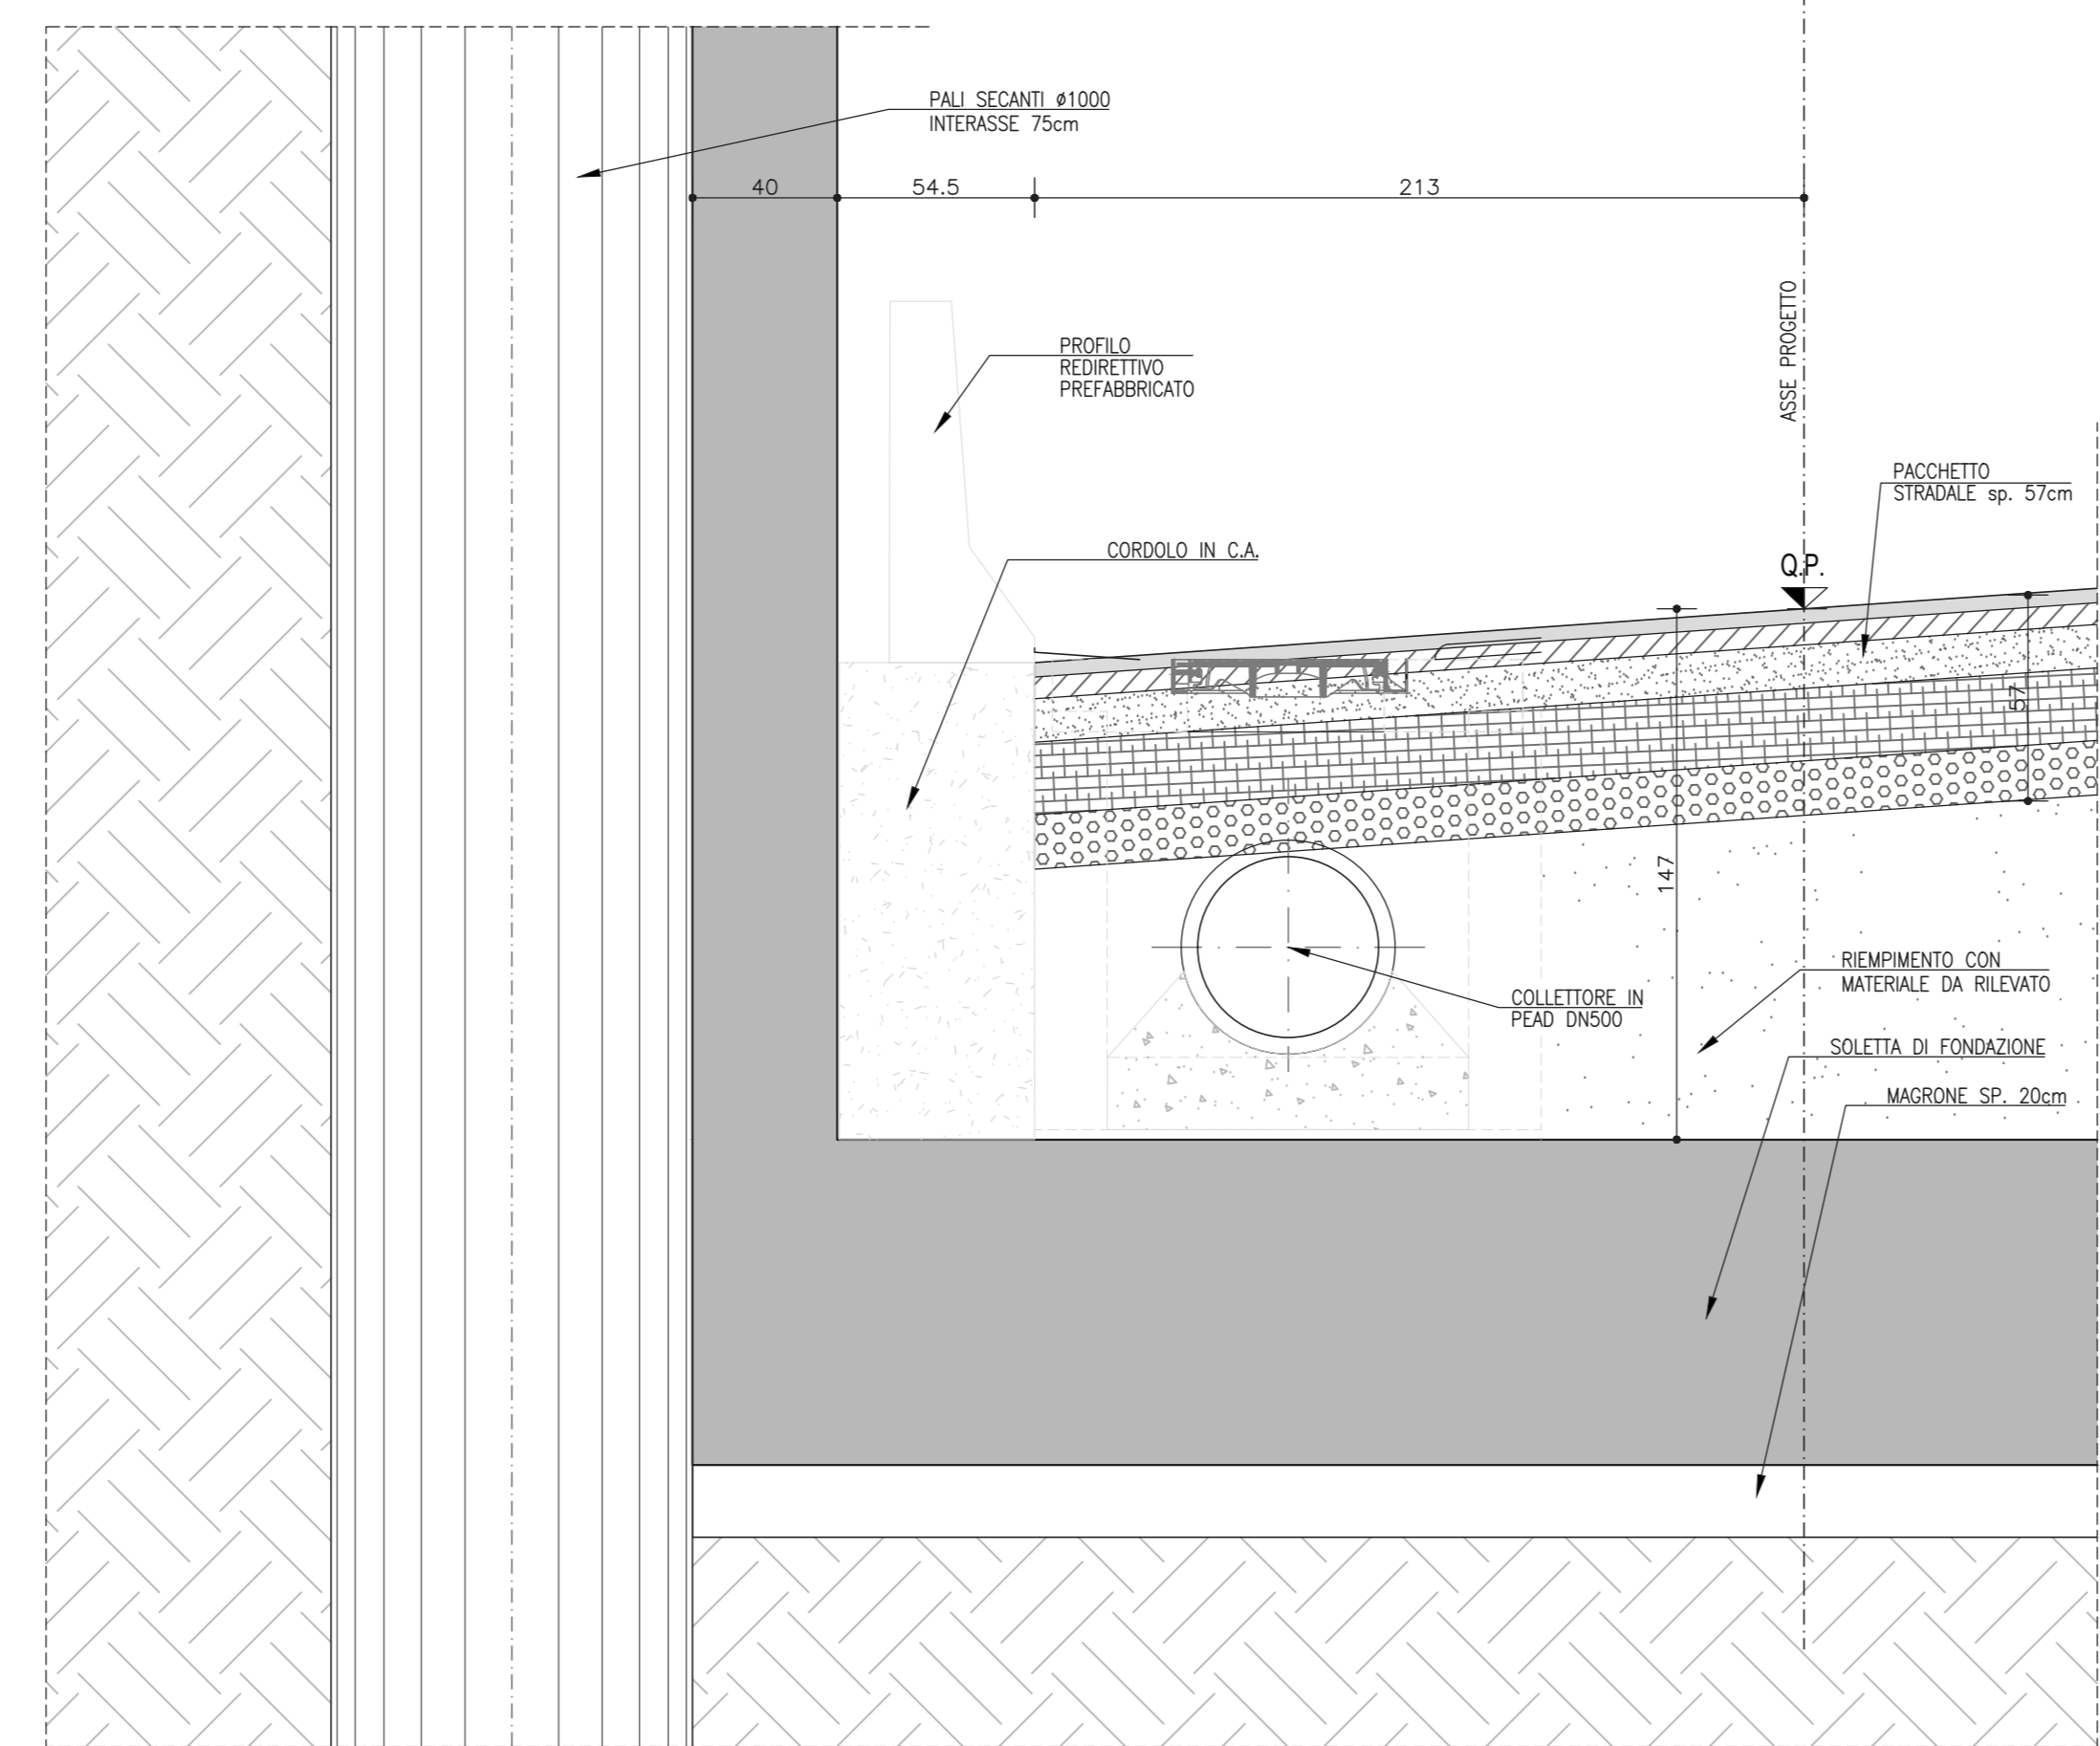 PALI SECANTI ø1000
INTERASSE 75cm
40
54.5
213
ASSE PROGETTO
PROFILO
REDIRETTIVO
PREFABBRICATO
PACCHETTO
STRADALE sp. 57cm
CORDOLO IN C.A.
Q.P.
57
147
RIEMPIMENTO CON
MATERIALE DA RILEVATO
COLLETTORE IN
PEAD DN500
SOLETTA DI FONDAZIONE
MAGRONE SP. 20cm